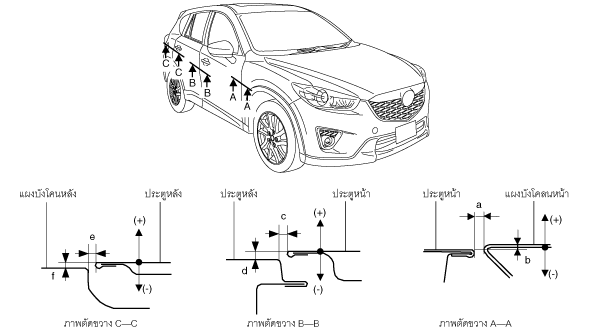 C
C
B
B
A
A
แผงบังโคนหลัง ประตูหลัง ประตูหลัง ประตูหน้า ประตูหน้า แผงบังโคลนหน้า
e (+) f (-)
c (+) d (-)
a (+) b (-)
ภาพตัดขวาง C—C ภาพตัดขวาง B—B ภาพตัดขวาง A—A